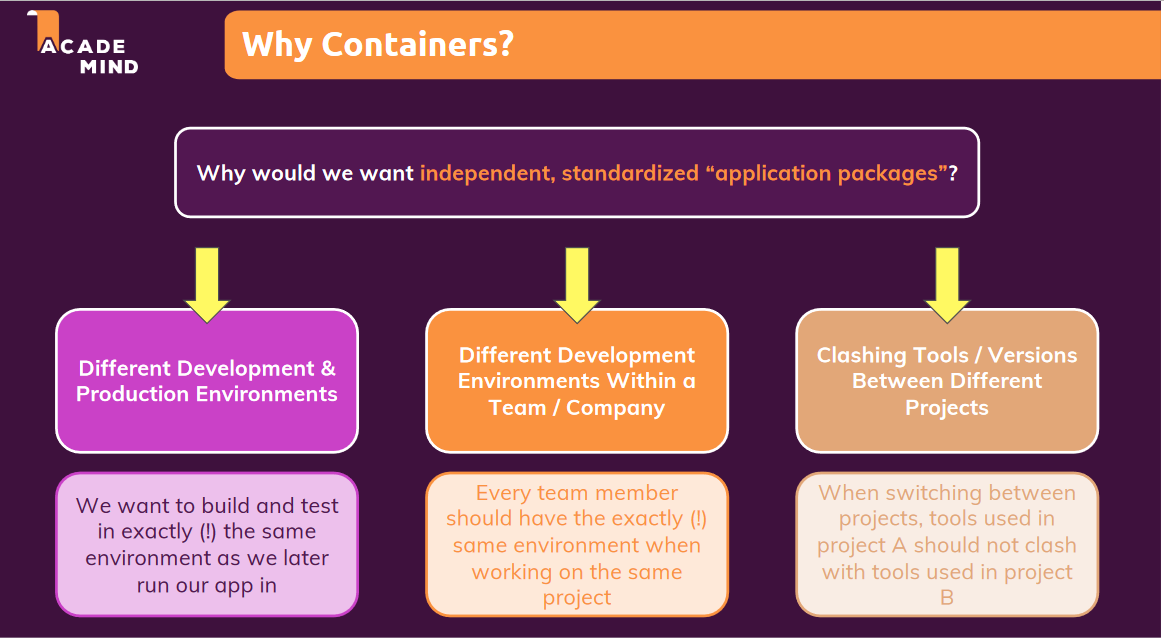 ACADE
MIND
Why Containers?
Why would we want independent, standardized “application packages”?
Different Development &
Production Environments
Different Development
Environments Within a
Team / Company
Clashing Tools / Versions
Between Different
Projects
We want to build and test
in exactly (!) the same
environment as we later
run our app in
Every team member
should have the exactly (!)
same environment when
working on the same
project
When switching between
projects, tools used in
project A should not clash
with tools used in project
B